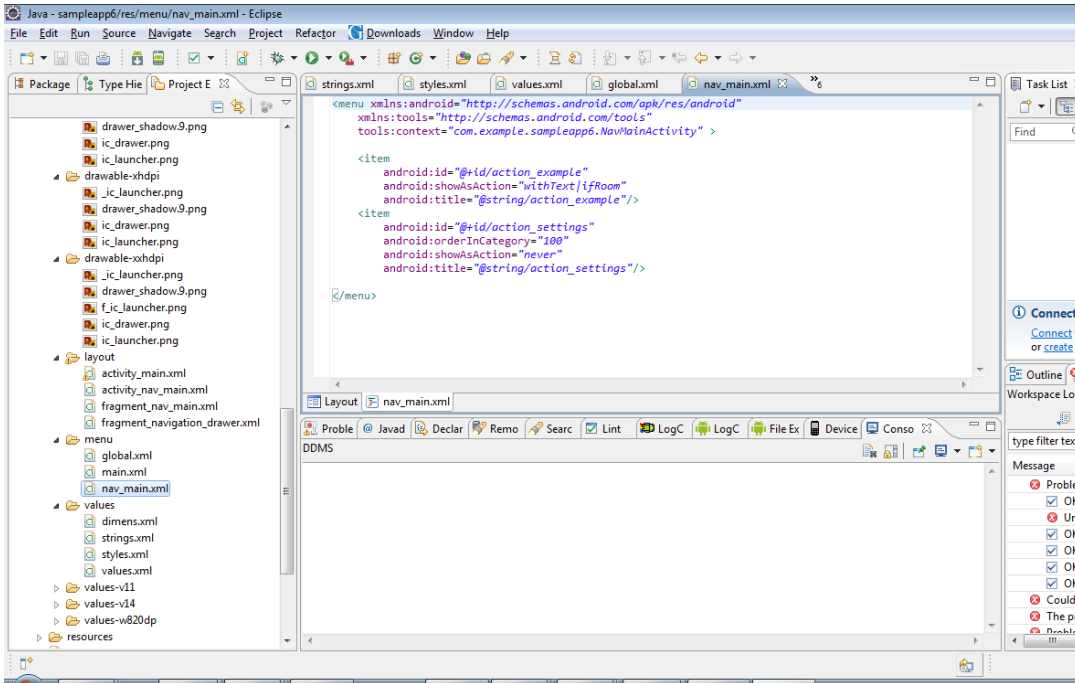 Java - sampleapp6/res/menu/nav_main.xml - Eclipse
File Edit Run Source Navigate Search Project Refactor Downloads Window Help
Package Type Hie Project E
drawer_shadow.9.png
ic_drawer.png
ic_launcher.png
drawable-xhdpi
_ic_launcher.png
drawer_shadow.9.png
ic_drawer.png
ic_launcher.png
drawable-xxhdpi
_ic_launcher.png
drawer_shadow.9.png
f_ic_launcher.png
ic_drawer.png
ic_launcher.png
layout
activity_main.xml
activity_nav_main.xml
fragment_nav_main.xml
fragment_navigation_drawer.xml
menu
global.xml
main.xml
nav_main.xml
values
dimens.xml
strings.xml
styles.xml
values.xml
values-v11
values-v14
values-w820dp
resources
strings.xml styles.xml values.xml global.xml nav_main.xml »6
<menu xmlns:android="http://schemas.android.com/apk/res/android"
xmlns:tools="http://schemas.android.com/tools"
tools:context="com.example.sampleapp6.NavMainActivity" >
<item
android:id="@+id/action_example"
android:showAsAction="withText|ifRoom"
android:title="@string/action_example"/>
<item
android:id="@+id/action_settings"
android:orderInCategory="100"
android:showAsAction="never"
android:title="@string/action_settings"/>
</menu>
Layout nav_main.xml
Proble @ Javad Declar Remo Searc Lint LogC LogC File Ex Device Conso
DDMS
Task List
Find
Connect
Connect
or create
Outline
Workspace Lo
type filter tex
Message
Proble
OK
Un
OK
OK
OK
OK
Could
The p
Proble